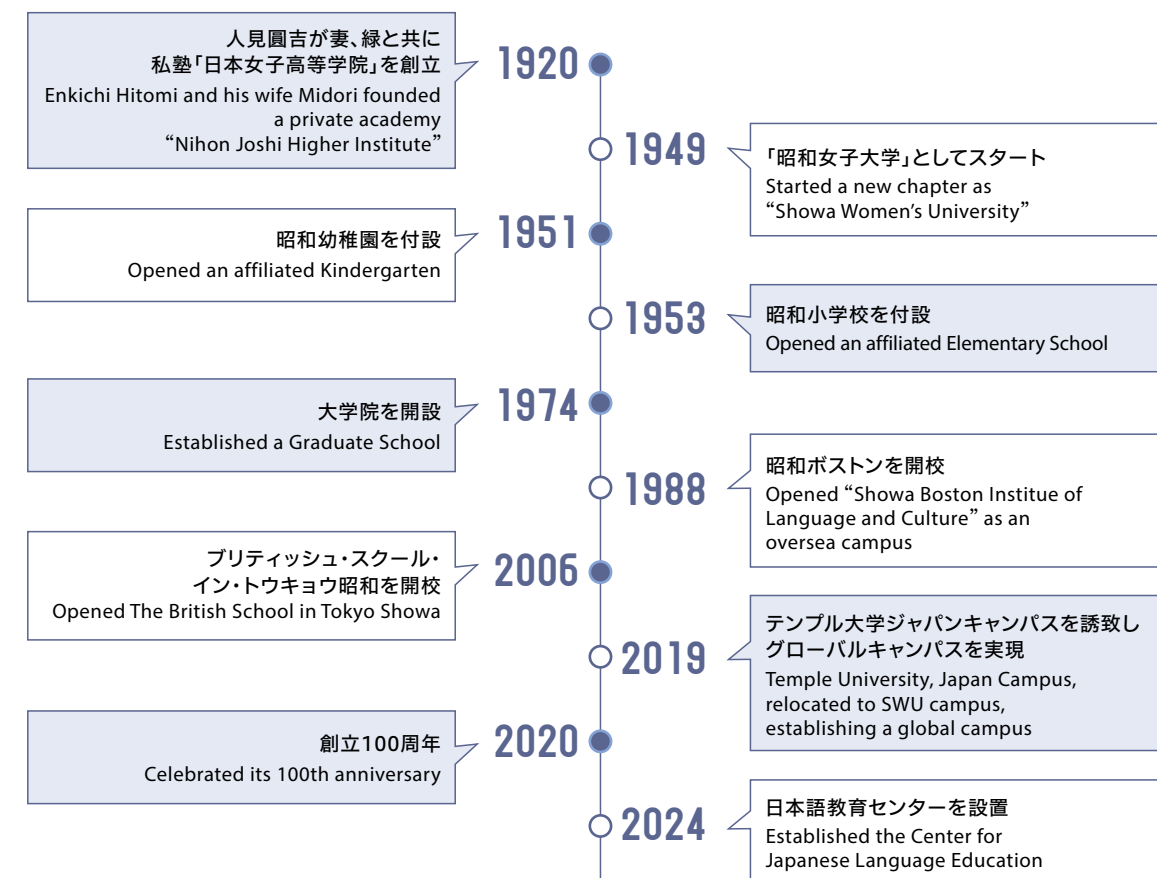 1920
人見圓吉が妻、緑と共に
私塾「日本女子高等学院」を創立
Enkichi Hitomi and his wife Midori founded
a private academy
“Nihon Joshi Higher Institute”
1949
「昭和女子大学」としてスタート
Started a new chapter as
“Showa Women’s University”
1951
昭和幼稚園を付設
Opened an affiliated Kindergarten
1953
昭和小学校を付設
Opened an affiliated Elementary School
1974
大学院を開設
Established a Graduate School
1988
昭和ボストンを開校
Opened “Showa Boston Institue of
Language and Culture” as an
oversea campus
2006
ブリティッシュ・スクール・
イン・トウキョウ昭和を開校
Opened The British School in Tokyo Showa
2019
テンプル大学ジャパンキャンパスを誘致し
グローバルキャンパスを実現
Temple University, Japan Campus,
relocated to SWU campus,
establishing a global campus
2020
創立100周年
Celebrated its 100th anniversary
2024
日本語教育センターを設置
Established the Center for
Japanese Language Education